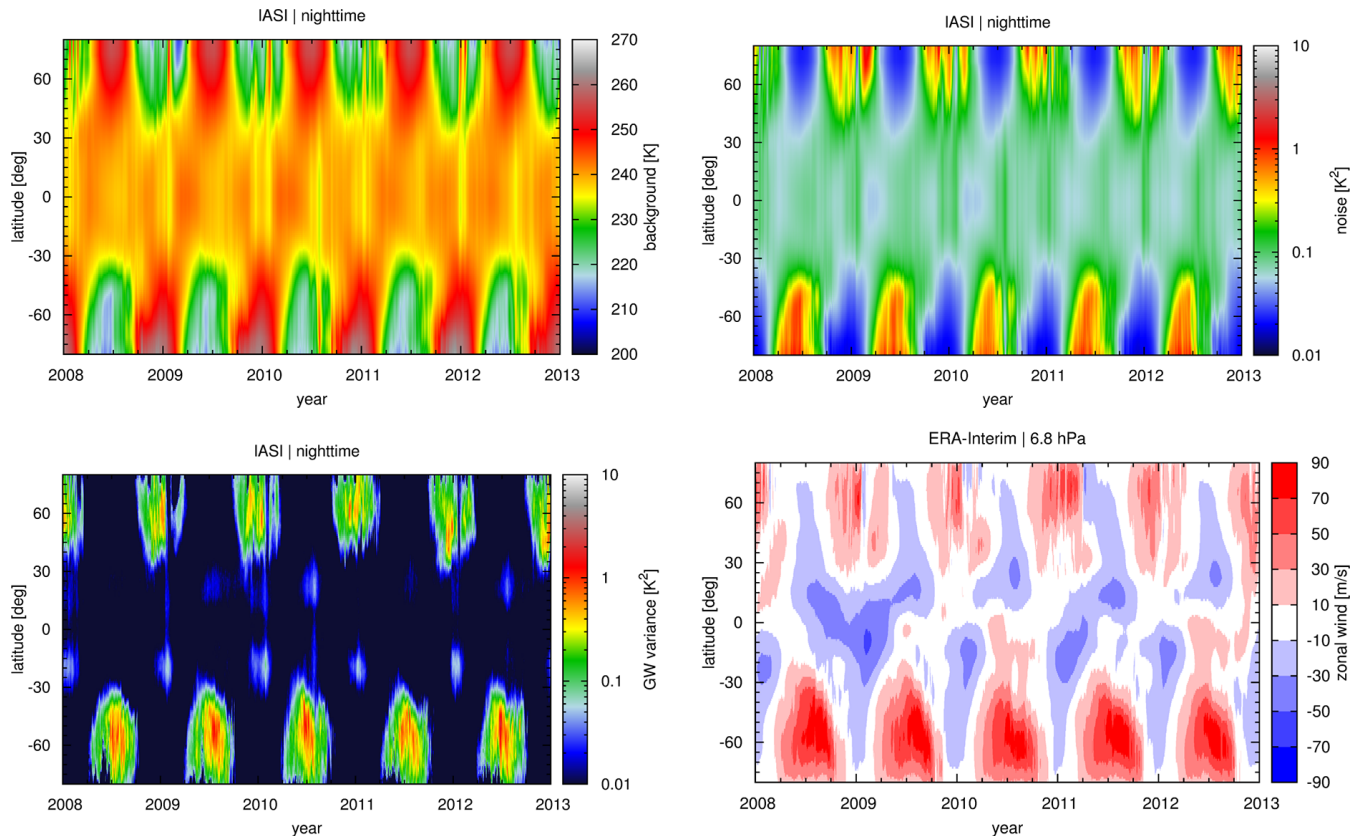 IASI | nighttime
270
60
260
30
250
0
240
-30
230
-60
220
210
200
latitude [deg]
background [K]
2008 2009 2010 2011 2012 2013
year
IASI | nighttime
10
60
30
1
0
-30
0.1
-60
0.01
latitude [deg]
noise [K2]
2008 2009 2010 2011 2012 2013
year
IASI | nighttime
10
60
30
1
0
-30
0.1
-60
0.01
latitude [deg]
GW variance [K2]
2008 2009 2010 2011 2012 2013
year
ERA-Interim | 6.8 hPa
90
60
70
50
30
30
0
10
-10
-30
-30
-50
-60
-70
-90
latitude [deg]
zonal wind [m/s]
2008 2009 2010 2011 2012 2013
year